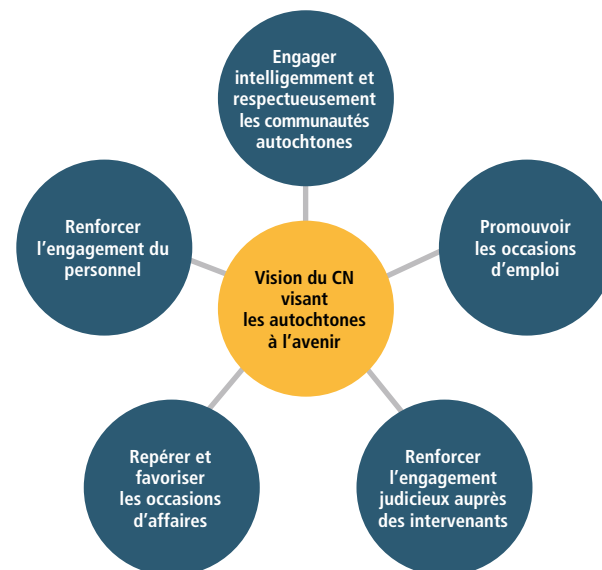 Engager
intelligemment et
respectueusement
les communautés
autochtones
Renforcer
l’engagement du
personnel
Promouvoir
les occasions
d’emploi
Vision du CN
visant
les autochtones
à l’avenir
Repérer et
favoriser
les occasions
d’affaires
Renforcer
l’engagement
judicieux auprès
des intervenants